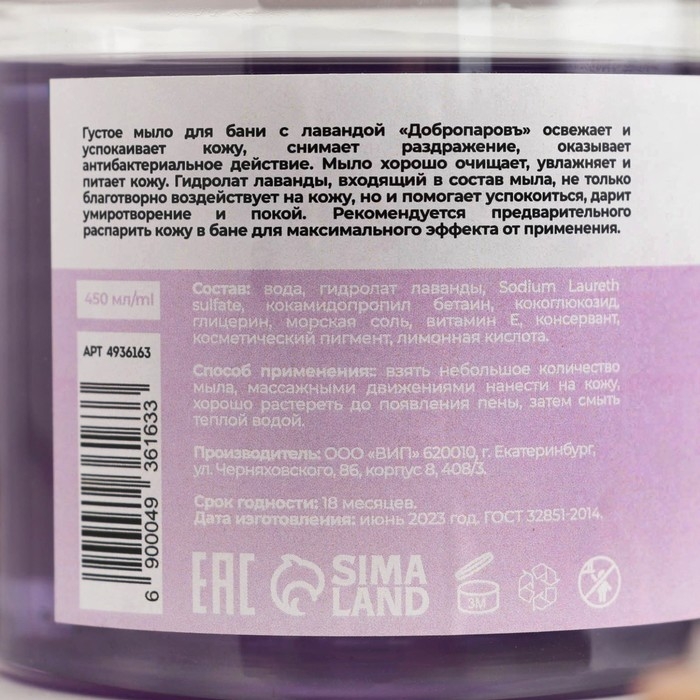 Густое мыло для бани с лавандой «Добропаровъ» освежает и
успокаивает кожу, снимает раздражение, оказывает
антибактериальное действие. Мыло хорошо очищает, увлажняет и
питает кожу. Гидролат лаванды, входящий в состав мыла, не только
благотворно воздействует на кожу, но и помогает успокоиться, дарит
умиротворение и покой. Рекомендуется предварительно
распарить кожу в бане для максимального эффекта от применения.
450 мл/ml
АРТ 4936163
6 900049 361633
Состав: вода, гидролат лаванды, Sodium Laureth
sulfate, кокамидопропил бетаин, кокоглюкозид,
глицерин, морская соль, витамин Е, консервант,
косметический пигмент, лимонная кислота.
Способ применения:: взять небольшое количество
мыла, массажными движениями нанести на кожу,
хорошо растереть до появления пены, затем смыть
теплой водой.
Производитель: ООО «ВИП» 620010, г. Екатеринбург,
ул. Черняховского, 86, корпус 8, 408/3.
Срок годности: 18 месяцев.
Дата изготовления: июнь 2023 год. ГОСТ 32851-2014.
EAC
SIMA
LAND
3M